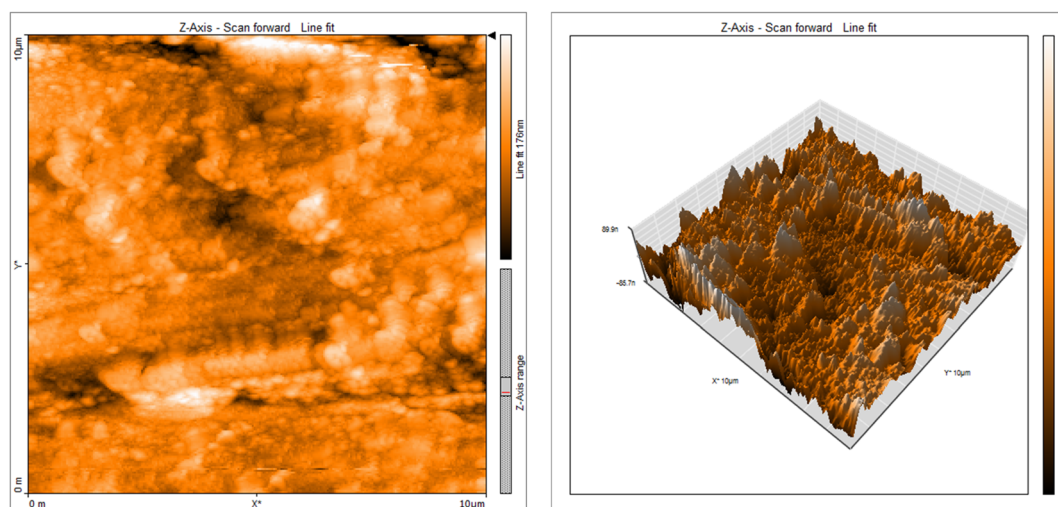 Z-Axis - Scan forward Line fit
10µm
Line fit 176nm
Y*
Z-Axis range
0 m
0 m
X*
10µm
Z-Axis - Scan forward Line fit
89.9n
-85.7n
X* 10µm
Y* 10µm